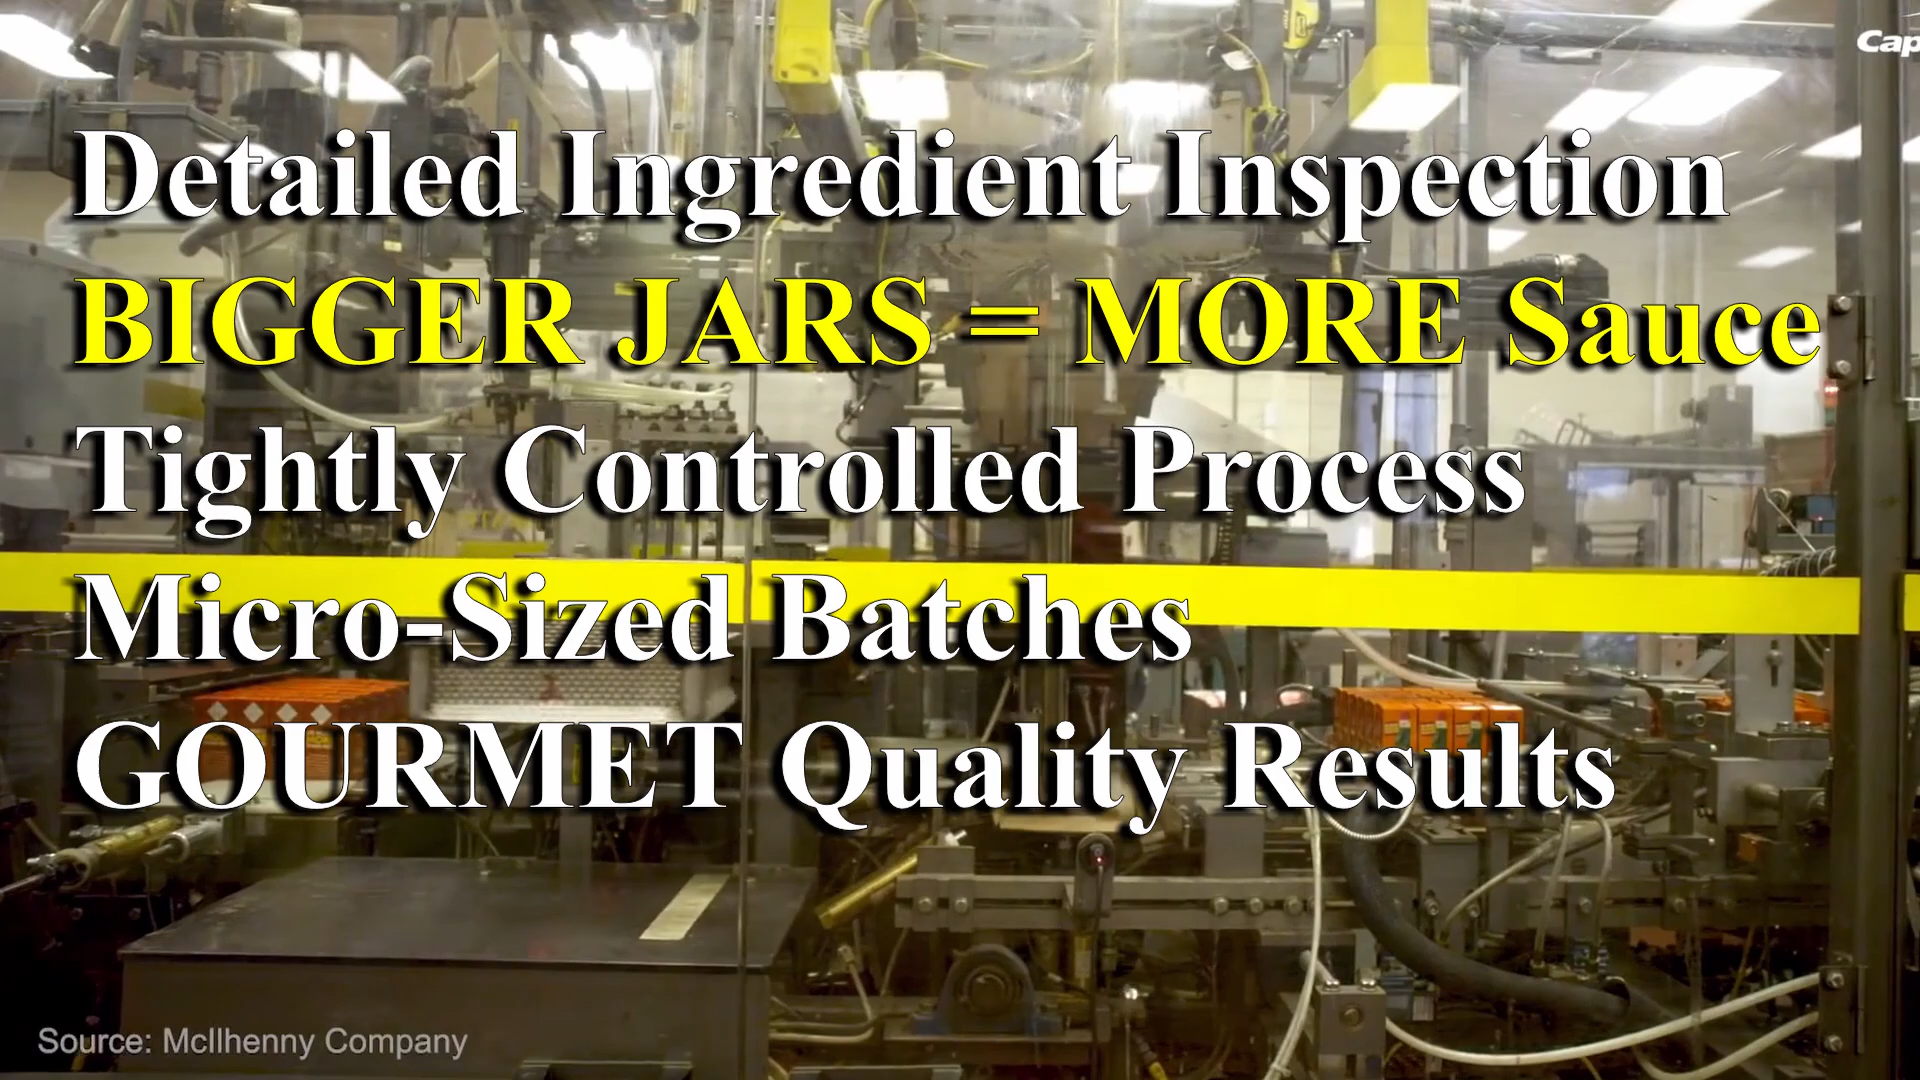 Detailed Ingredient Inspection
BIGGER JARS = MORE Sauce
Tightly Controlled Process
Micro-Sized Batches
GOURMET Quality Results
Source: McIlhenny Company